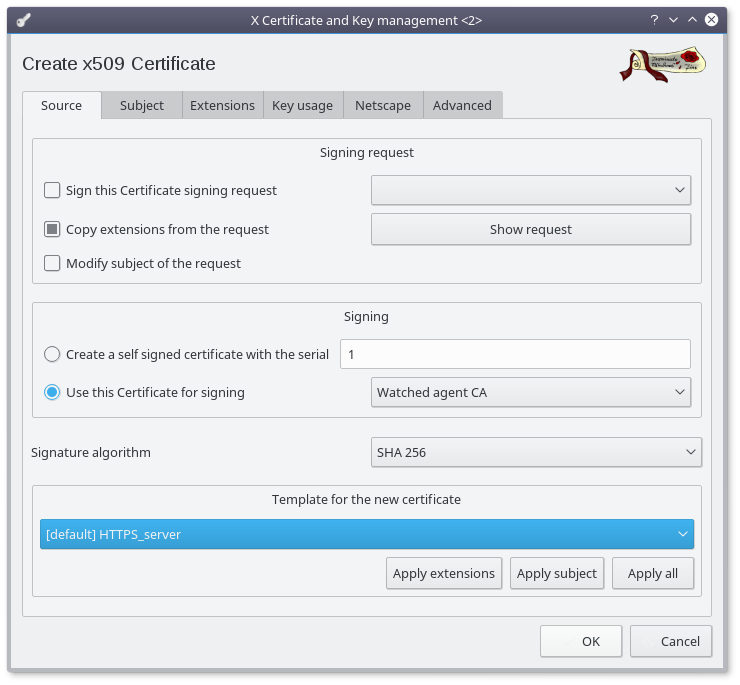 X Certificate and Key management <2>
Create x509 Certificate
Source Subject Extensions Key usage Netscape Advanced
Signing request
Sign this Certificate signing request
Copy extensions from the request Show request
Modify subject of the request
Signing
Create a self signed certificate with the serial 1
Use this Certificate for signing Watched agent CA
Signature algorithm SHA 256
Template for the new certificate
[default] HTTPS_server
Apply extensions Apply subject Apply all
OK Cancel